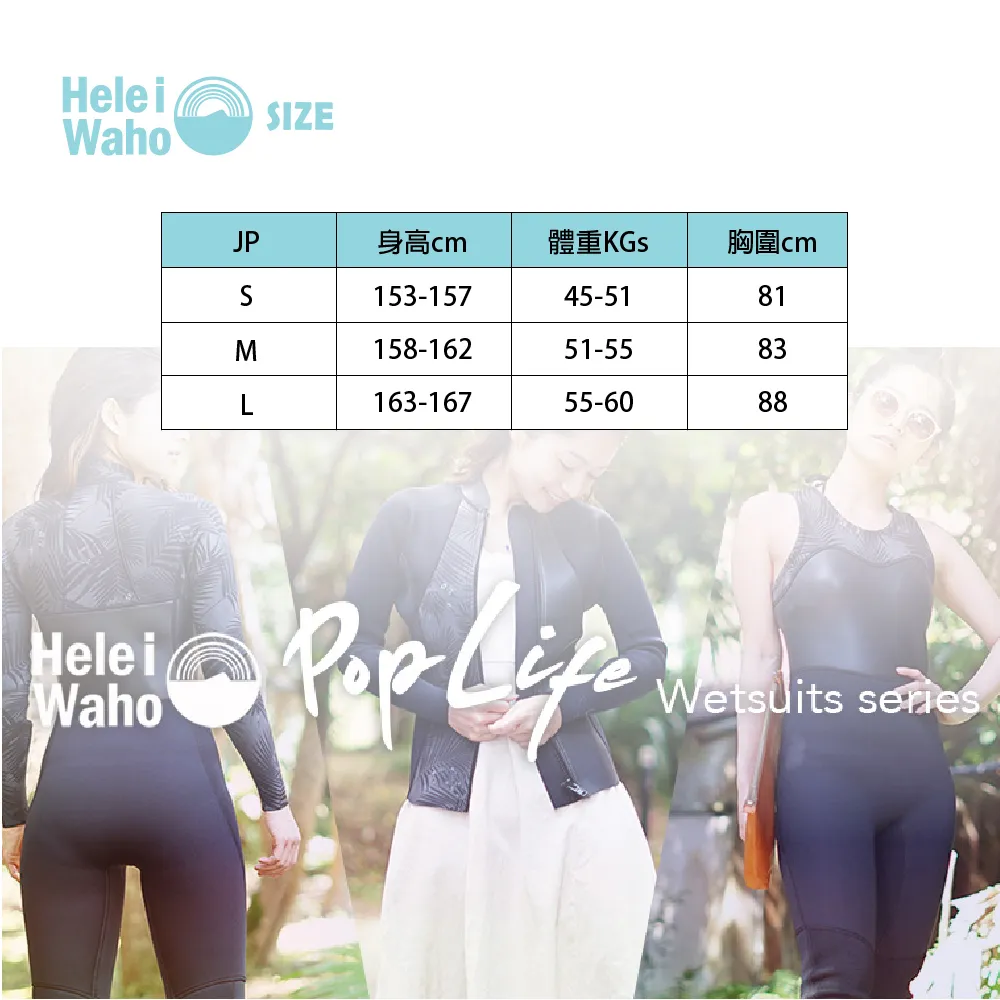 Hele i
Waho
SIZE
JP 身高cm 體重KGs 胸圍cm
S 153-157 45-51 81
M 158-162 51-55 83
L 163-167 55-60 88
Hele i
Waho
Pop Life
Wetsuits series